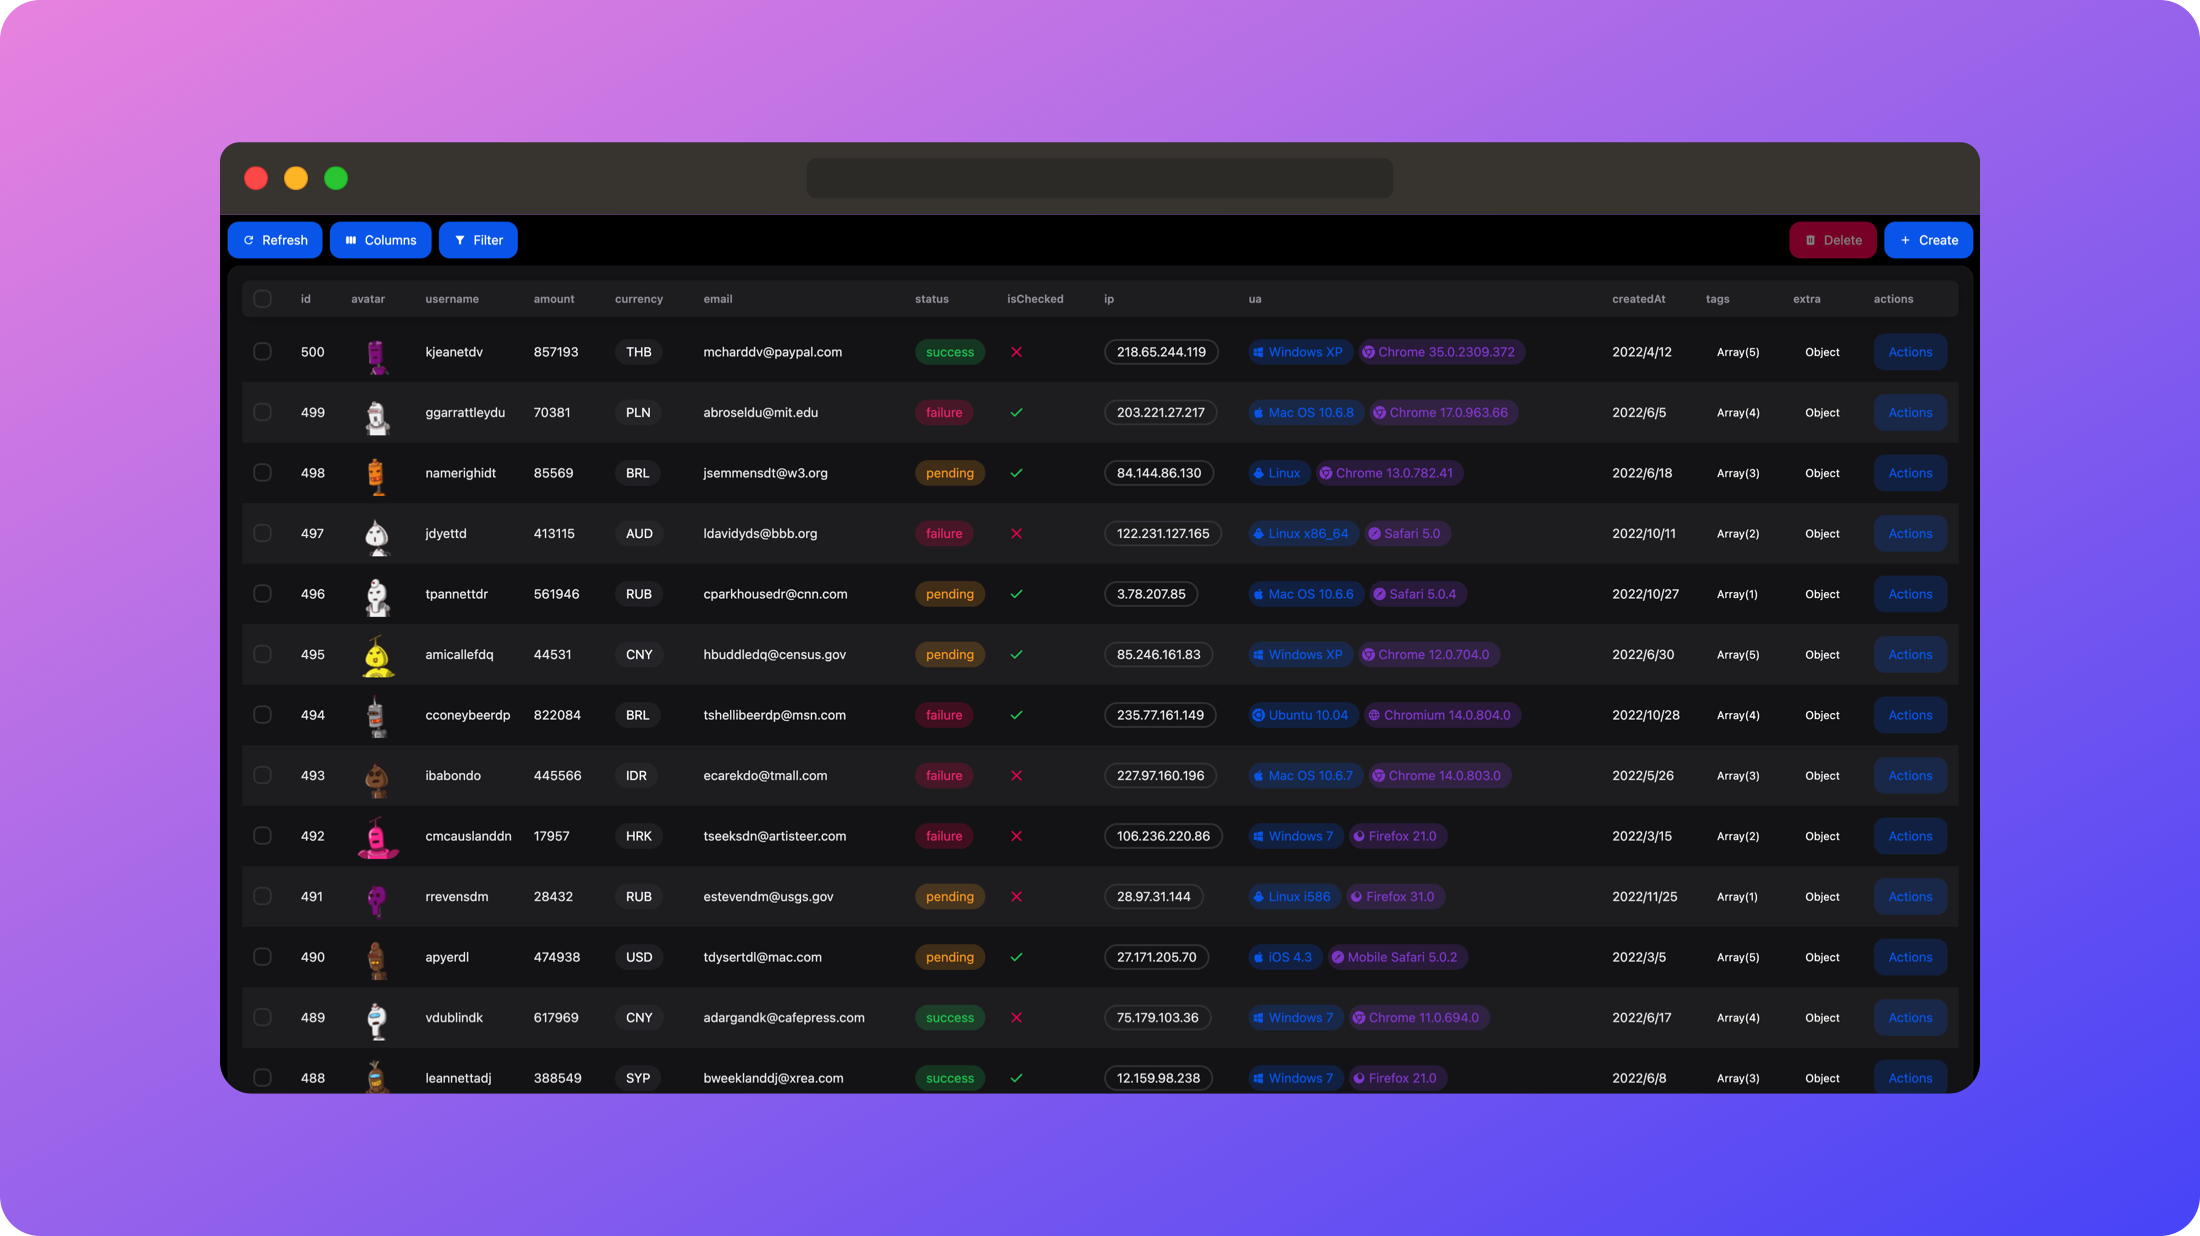 Refresh Columns Filter Delete Create
id avatar username amount currency email status isChecked ip ua createdAt tags extra actions
500 kjeanetdv 857193 THB mcharddv@paypal.com success 218.65.244.119 Windows XP Chrome 35.0.2309.372 2022/4/12 Array(5) Object Actions
499 ggarrattleydu 70381 PLN abroseldu@mit.edu failure 203.221.27.217 Mac OS 10.6.8 Chrome 17.0.963.66 2022/6/5 Array(4) Object Actions
498 namerighidt 85569 BRL jsemmensdt@w3.org pending 84.144.86.130 Linux Chrome 13.0.782.41 2022/6/18 Array(3) Object Actions
497 jdyettd 413115 AUD ldavidyds@bbb.org failure 122.231.127.165 Linux x86_64 Safari 5.0 2022/10/11 Array(2) Object Actions
496 tpannettdr 561946 RUB cparkhousedr@cnn.com pending 3.78.207.85 Mac OS 10.6.6 Safari 5.0.4 2022/10/27 Array(1) Object Actions
495 amicallefdq 44531 CNY hbuddledq@census.gov pending 85.246.161.83 Windows XP Chrome 12.0.704.0 2022/6/30 Array(5) Object Actions
494 cconeybeerdp 822084 BRL tshellibeerdp@msn.com failure 235.77.161.149 Ubuntu 10.04 Chromium 14.0.804.0 2022/10/28 Array(4) Object Actions
493 ibabondo 445566 IDR ecarekdo@tmall.com failure 227.97.160.196 Mac OS 10.6.7 Chrome 14.0.803.0 2022/5/26 Array(3) Object Actions
492 cmcauslanddn 17957 HRK tseeksdn@artisteer.com failure 106.236.220.86 Windows 7 Firefox 21.0 2022/3/15 Array(2) Object Actions
491 rrevensdm 28432 RUB estevendm@usgs.gov pending 28.97.31.144 Linux i586 Firefox 31.0 2022/11/25 Array(1) Object Actions
490 apyerdl 474938 USD tdysertdl@mac.com pending 27.171.205.70 iOS 4.3 Mobile Safari 5.0.2 2022/3/5 Array(5) Object Actions
489 vdublindk 617969 CNY adargandk@cafepress.com success 75.179.103.36 Windows 7 Chrome 11.0.694.0 2022/6/17 Array(4) Object Actions
488 leannettadj 388549 SYP bweeklanddj@xrea.com success 12.159.98.238 Windows 7 Firefox 21.0 2022/6/8 Array(3) Object Actions